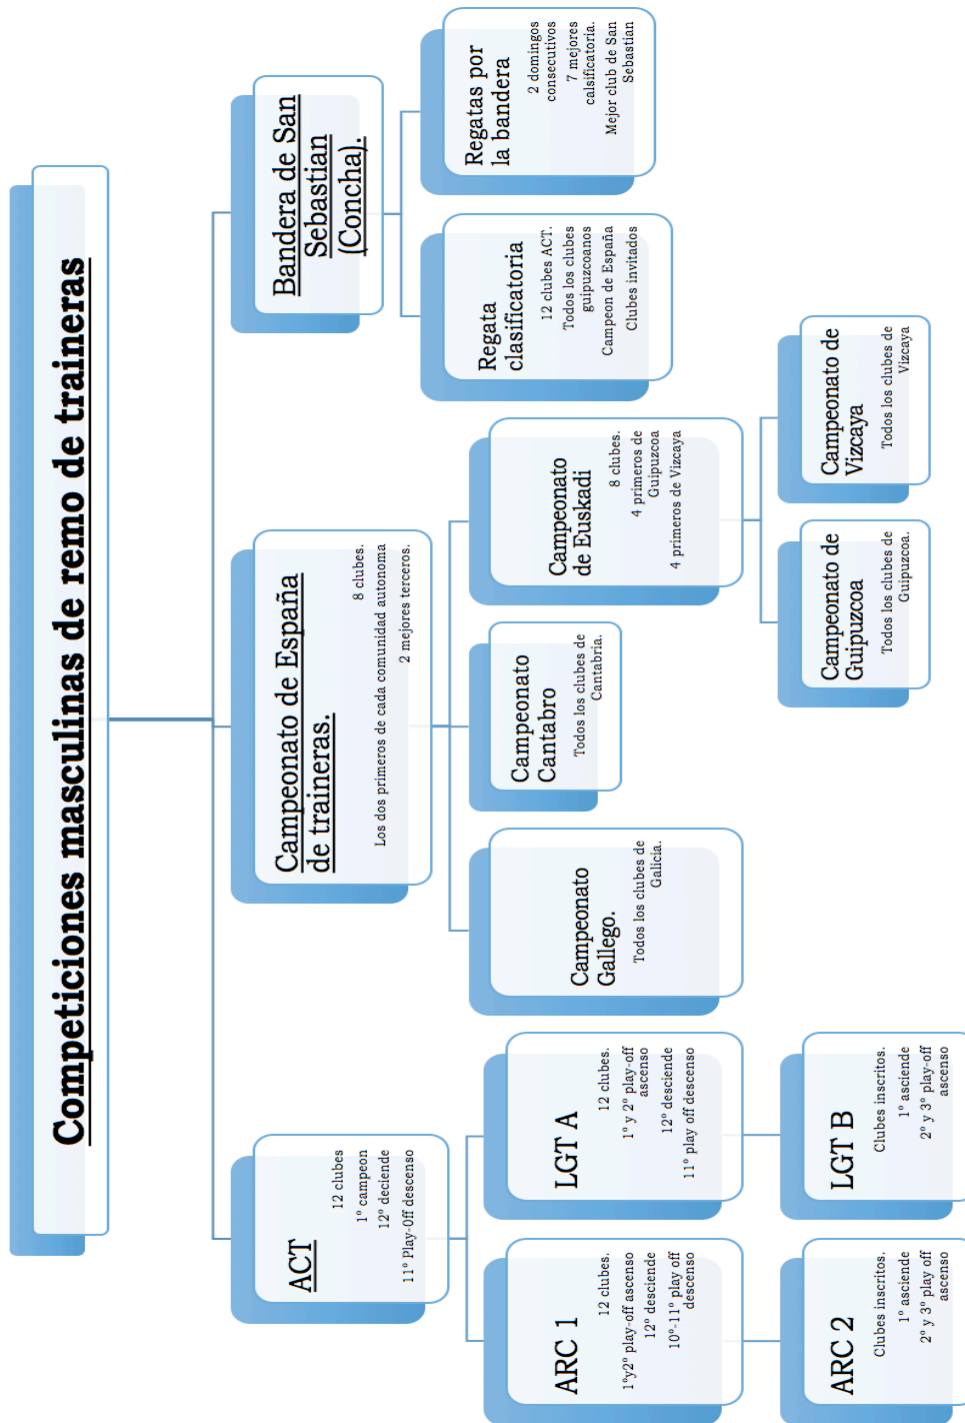 Competiciones masculinas de remo de traineras
ACT
12 clubes
1º campeon
12º deciende
11º Play-Off descenso
ARC 1
12 clubes.
1ºy2º play-off ascenso
12º desciende
10º-11º play off
descenso
ARC 2
Clubes inscritos.
1º asciende
2º y 3º play off
ascenso
LGT A
12 clubes.
1º y 2º play-off
ascenso
12º desciende
11º play off descenso
LGT B
Clubes inscritos.
1º asciende
2º y 3º play-off
ascenso
Campeonato de España
de traineras.
8 clubes.
Los dos primeros de cada comunidad autonoma
2 mejores terceros.
Campeonato
Gallego.
Todos los clubes de
Galicia.
Campeonato
Cantabro
Todos los clubes de
Cantabria.
Campeonato
de Euskadi
8 clubes.
4 primeros de
Guipuzcoa
4 primeros de Vizcaya
Campeonato de
Guipuzcoa
Todos los clubes de
Guipuzcoa.
Campeonato de
Vizcaya
Todos los clubes de
Vizcaya
Bandera de San
Sebastian
(Concha).
Regata
clasificatoria
12 clubes ACT.
Todos los clubes
guipuzcoanos
Campeon de España
Clubes invitados
Regatas por
la bandera
2 domingos
consecutivos
7 mejores
calsificatoria.
Mejor club de San
Sebastian